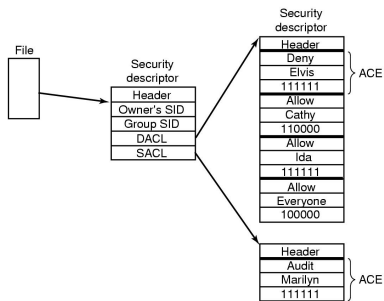 File
Security
descriptor
Header
Owner's SID
Group SID
DACL
SACL
Security
descriptor
Header
Deny
Elvis
111111
ACE
Allow
Cathy
110000
Allow
Ida
111111
Allow
Everyone
100000
Header
Audit
Marilyn
111111
ACE